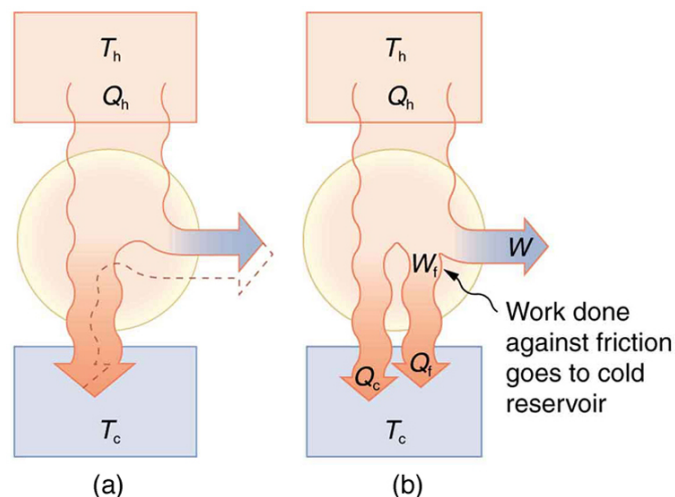 Th
Qh
Tc
(a)
Th
Qh
W
Wf
Work done
against friction
goes to cold
reservoir
Qc
Qf
Tc
(b)